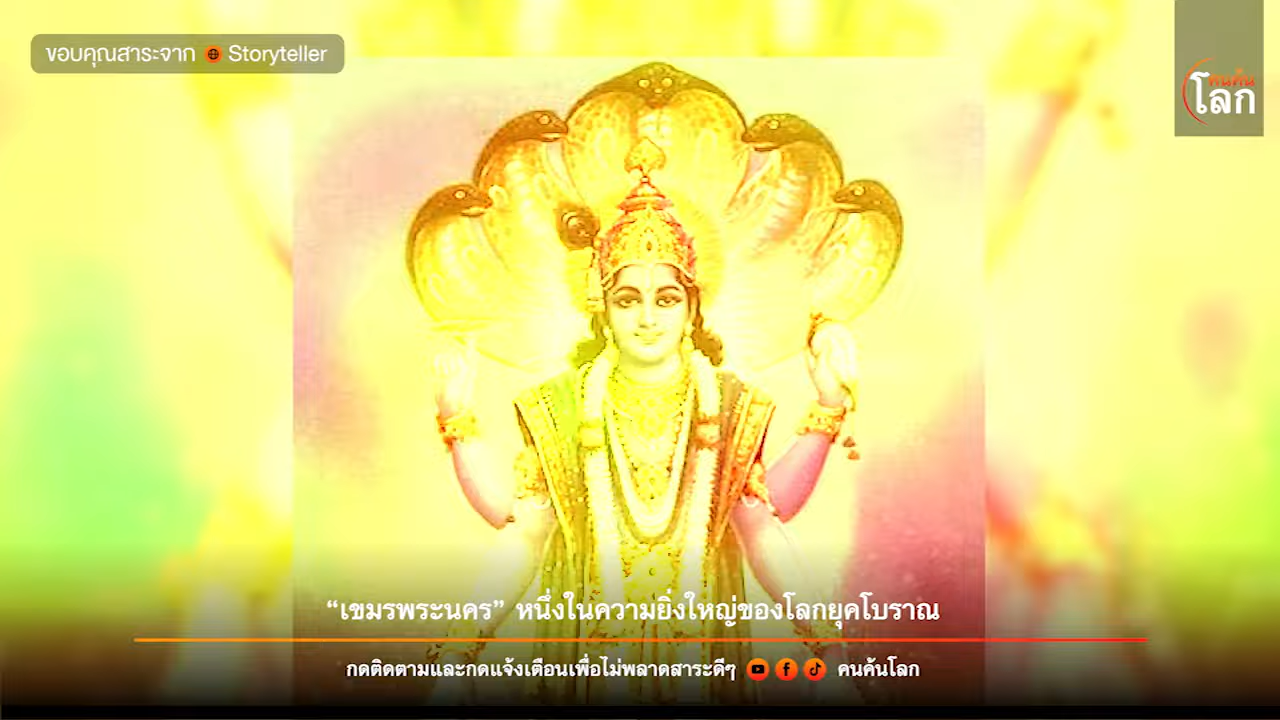 ขอบคุณสาระจาก Storyteller
คนค้น
โลก
“เขมรพระนคร” หนึ่งในความยิ่งใหญ่ของโลกยุคโบราณ
กดติดตามและกดแจ้งเตือนเพื่อไม่พลาดสาระดีๆ คนค้นโลก